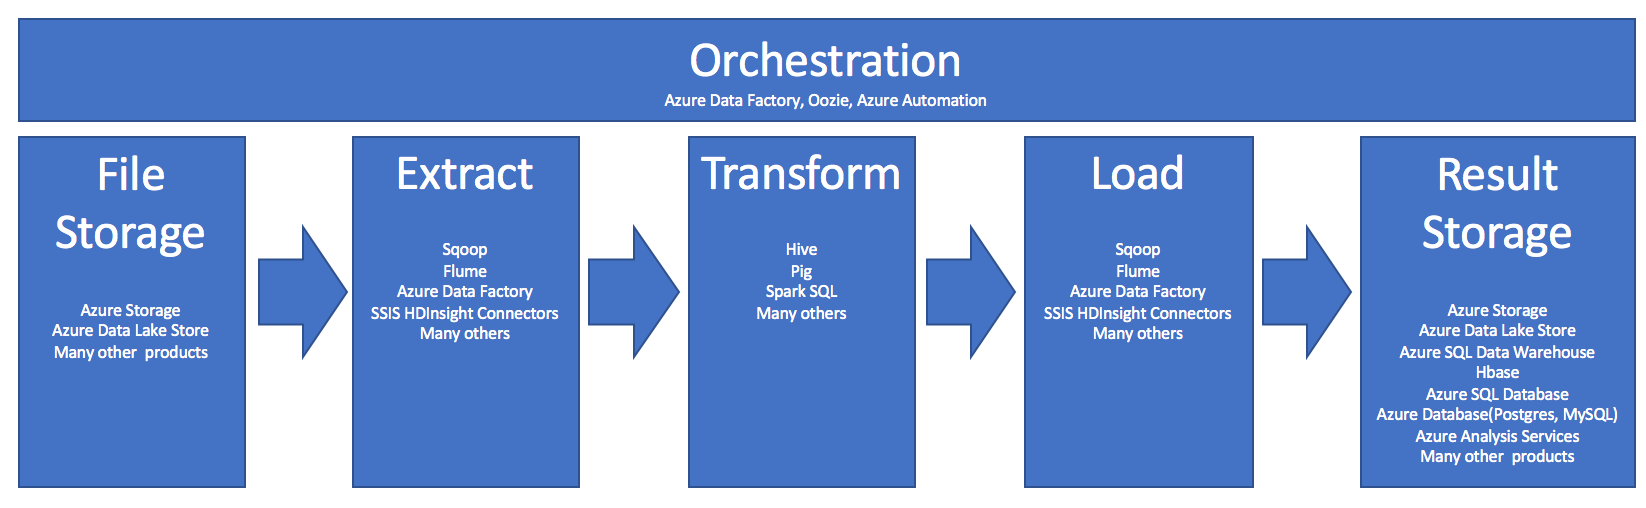 Orchestration
Azure Data Factory, Oozie, Azure Automation
File
Storage
Azure Storage
Azure Data Lake Store
Many other  products
Extract
Sqoop
Flume
Azure Data Factory
SSIS HDInsight Connectors
Many others
Transform
Hive
Pig
Spark SQL
Many others
Load
Sqoop
Flume
Azure Data Factory
SSIS HDInsight Connectors
Many others
Result
Storage
Azure Storage
Azure Data Lake Store
Azure SQL Data Warehouse
Hbase
Azure SQL Database
Azure Database(Postgres, MySQL)
Azure Analysis Services
Many other  products